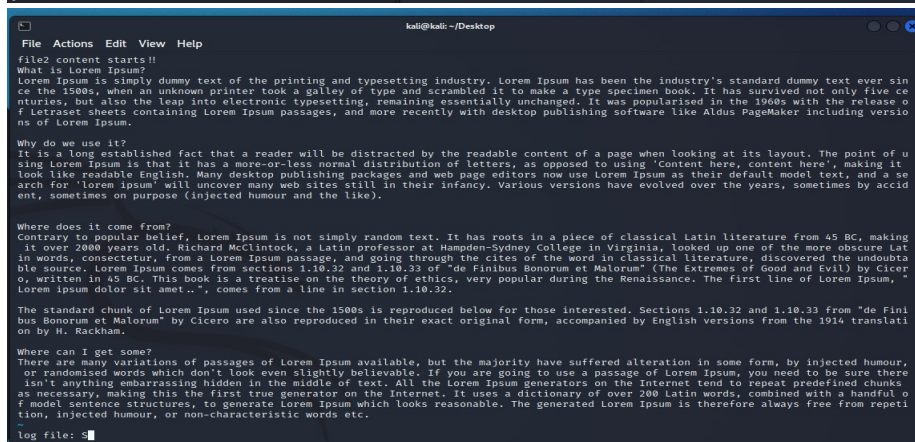 kali@kali: ~/Desktop
File Actions Edit View Help
file2 content starts!!
What is Lorem Ipsum?
Lorem Ipsum is simply dummy text of the printing and typesetting industry. Lorem Ipsum has been the industry's standard dummy text ever sin
ce the 1500s, when an unknown printer took a galley of type and scrambled it to make a type specimen book. It has survived not only five ce
nturies, but also the leap into electronic typesetting, remaining essentially unchanged. It was popularised in the 1960s with the release o
f Letraset sheets containing Lorem Ipsum passages, and more recently with desktop publishing software like Aldus PageMaker including versio
ns of Lorem Ipsum.
Why do we use it?
It is a long established fact that a reader will be distracted by the readable content of a page when looking at its layout. The point of u
sing Lorem Ipsum is that it has a more-or-less normal distribution of letters, as opposed to using 'Content here, content here', making it
look like readable English. Many desktop publishing packages and web page editors now use Lorem Ipsum as their default model text, and a se
arch for 'lorem ipsum' will uncover many web sites still in their infancy. Various versions have evolved over the years, sometimes by accid
ent, sometimes on purpose (injected humour and the like).
Where does it come from?
Contrary to popular belief, Lorem Ipsum is not simply random text. It has roots in a piece of classical Latin literature from 45 BC, making
it over 2000 years old. Richard McClintock, a Latin professor at Hampden-Sydney College in Virginia, looked up one of the more obscure Lat
in words, consectetur, from a Lorem Ipsum passage, and going through the cites of the word in classical literature, discovered the undoubta
ble source. Lorem Ipsum comes from sections 1.10.32 and 1.10.33 of "de Finibus Bonorum et Malorum" (The Extremes of Good and Evil) by Cicer
o, written in 45 BC. This book is a treatise on the theory of ethics, very popular during the Renaissance. The first line of Lorem Ipsum, "
Lorem ipsum dolor sit amet..", comes from a line in section 1.10.32.
The standard chunk of Lorem Ipsum used since the 1500s is reproduced below for those interested. Sections 1.10.32 and 1.10.33 from "de Fini
bus Bonorum et Malorum" by Cicero are also reproduced in their exact original form, accompanied by English versions from the 1914 translati
on by H. Rackham.
Where can I get some?
There are many variations of passages of Lorem Ipsum available, but the majority have suffered alteration in some form, by injected humour,
or randomised words which don't look even slightly believable. If you are going to use a passage of Lorem Ipsum, you need to be sure there
isn't anything embarrassing hidden in the middle of text. All the Lorem Ipsum generators on the Internet tend to repeat predefined chunks
as necessary, making this the first true generator on the Internet. It uses a dictionary of over 200 Latin words, combined with a handful o
f model sentence structures, to generate Lorem Ipsum which looks reasonable. The generated Lorem Ipsum is therefore always free from repeti
tion, injected humour, or non-characteristic words etc.
~
log file: S